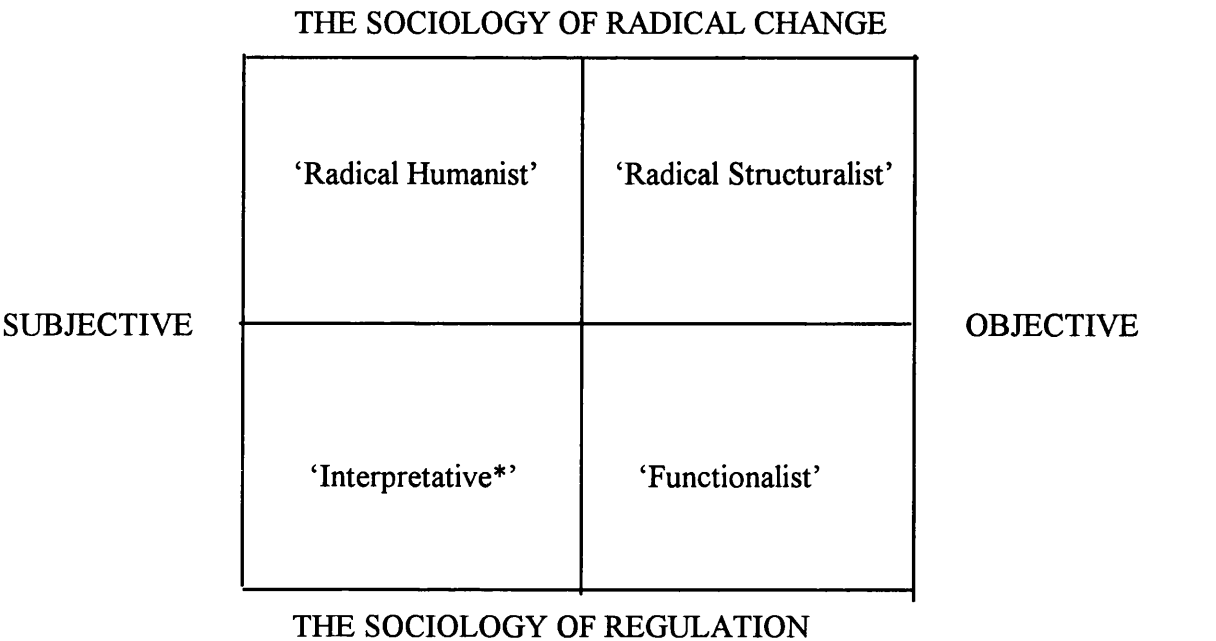 THE SOCIOLOGY OF RADICAL CHANGE
‘Radical Humanist’
‘Radical Structuralist’
SUBJECTIVE
OBJECTIVE
‘Interpretative*’
‘Functionalist’
THE SOCIOLOGY OF REGULATION